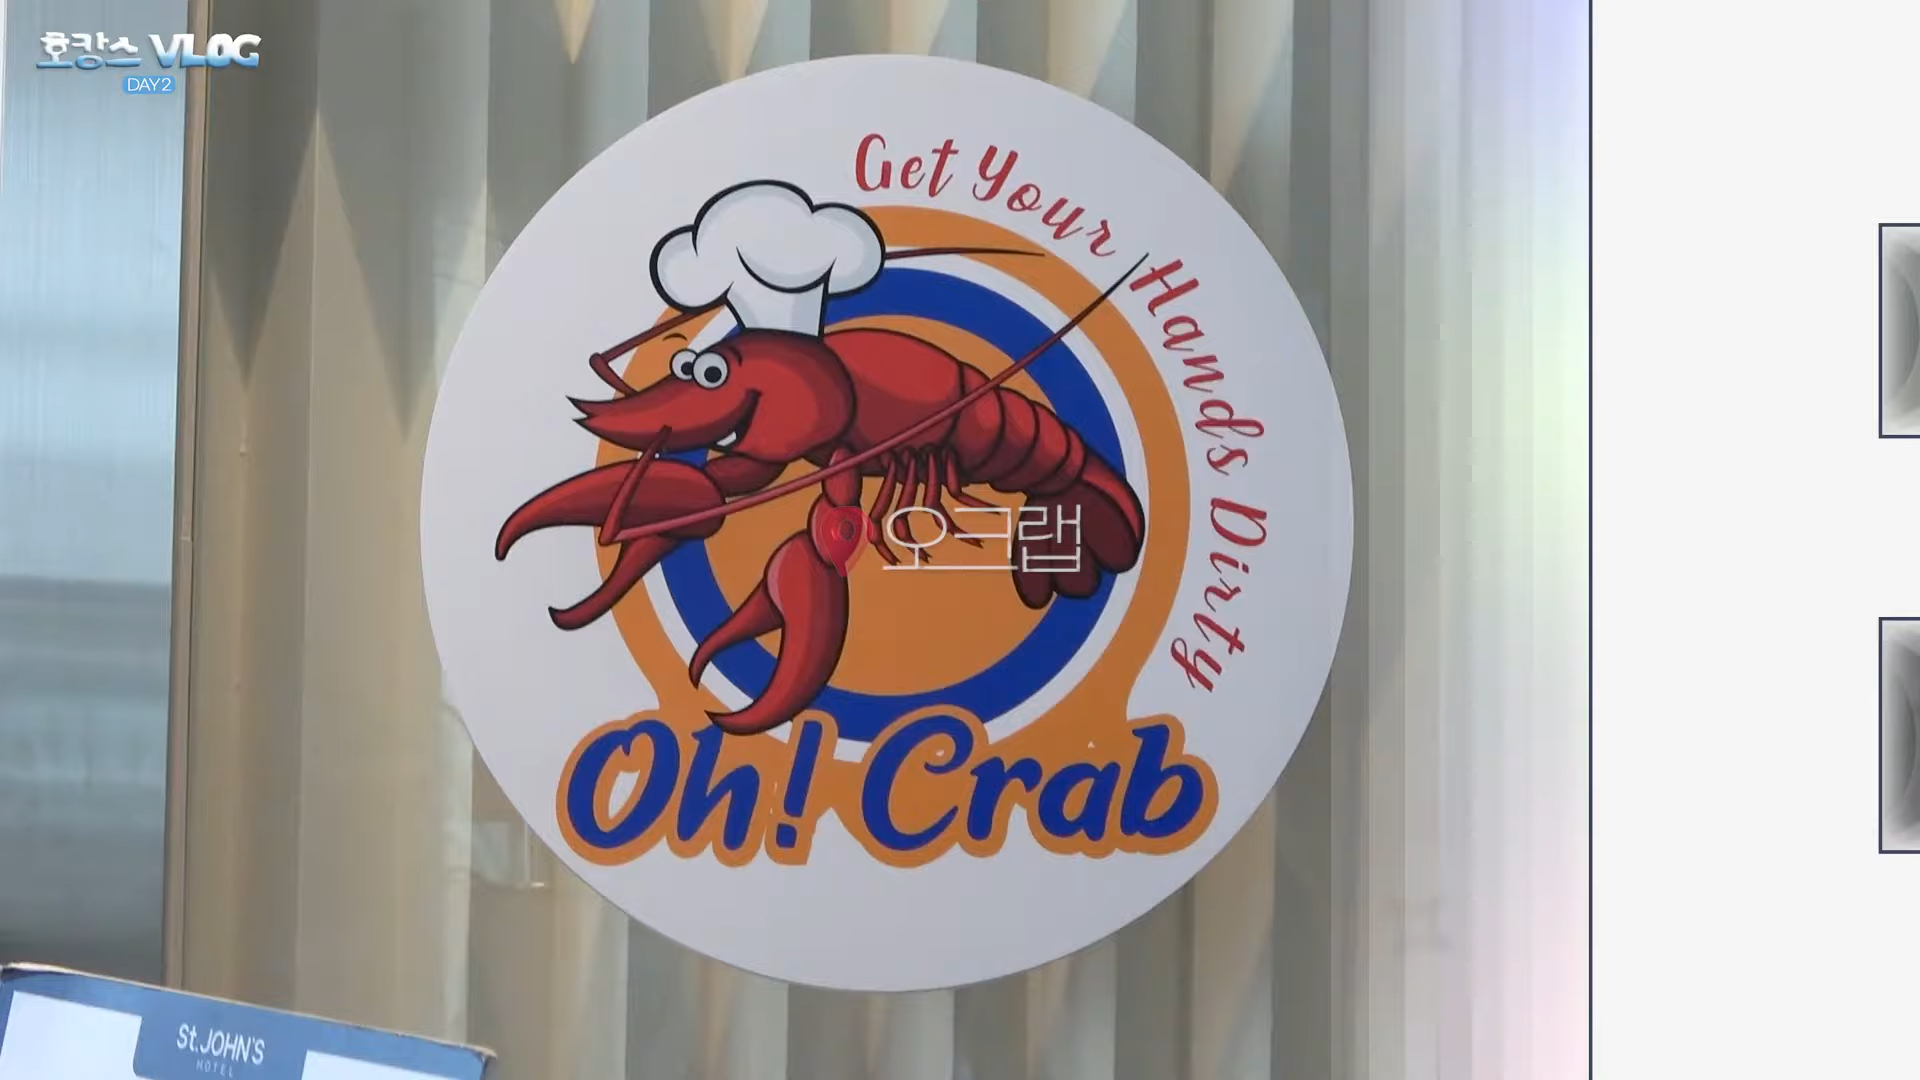 호캉스 VLOG
DAY2
Get Your Hands Dirty
오크랩
Oh! Crab
St.JOHN'S
HOTEL